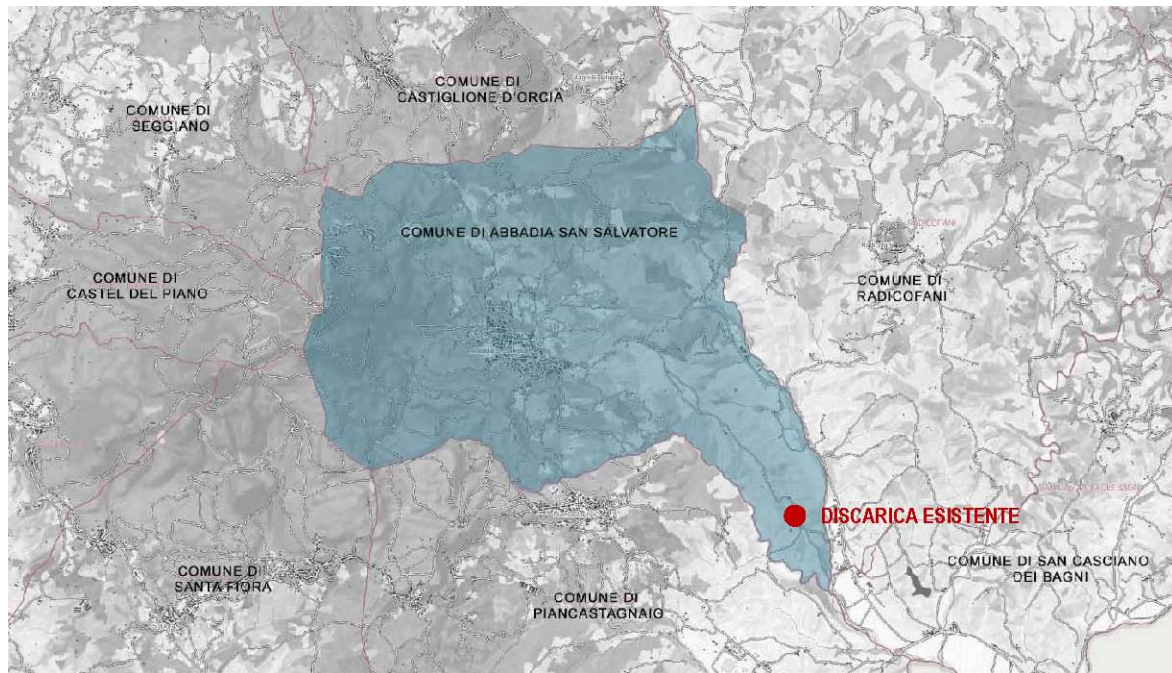 COMUNE DI
CASTIGLIONE D'ORCIA
COMUNE DI
SEGGIANO
COMUNE DI ABBADIA SAN SALVATORE
RADICOFANI
COMUNE DI
CASTEL DEL PIANO
COMUNE DI
RADICOFANI
DISCARICA ESISTENTE
COMUNE DI
SANTA FIORA
COMUNE DI
PIANCASTAGNAIO
COMUNE DI SAN CASCIANO
DEI BAGNI